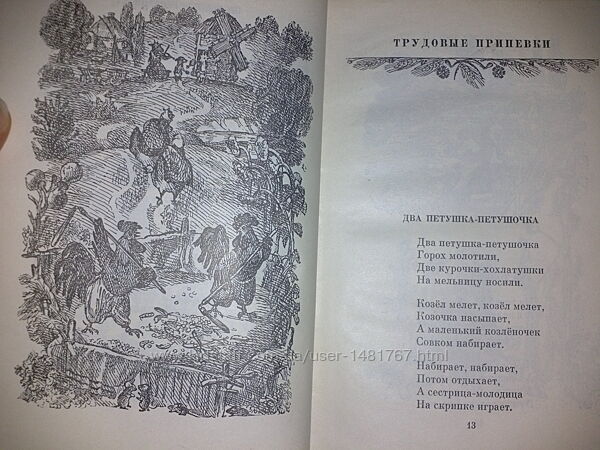 ТРУДОВЫЕ ПРИПЕВКИ
ДВА ПЕТУШКА-ПЕТУШОЧКА
Два петушка-петушочка
Горох молотили,
Две курочки-хохлатушки
На мельницу носили.
Козёл мелет, козёл мелет,
Козочка насыпает,
А маленький козлёночек
Совком набирает.
Набирает, набирает,
Потом отдыхает,
А сестрица-молодица
На скрипке играет.
13